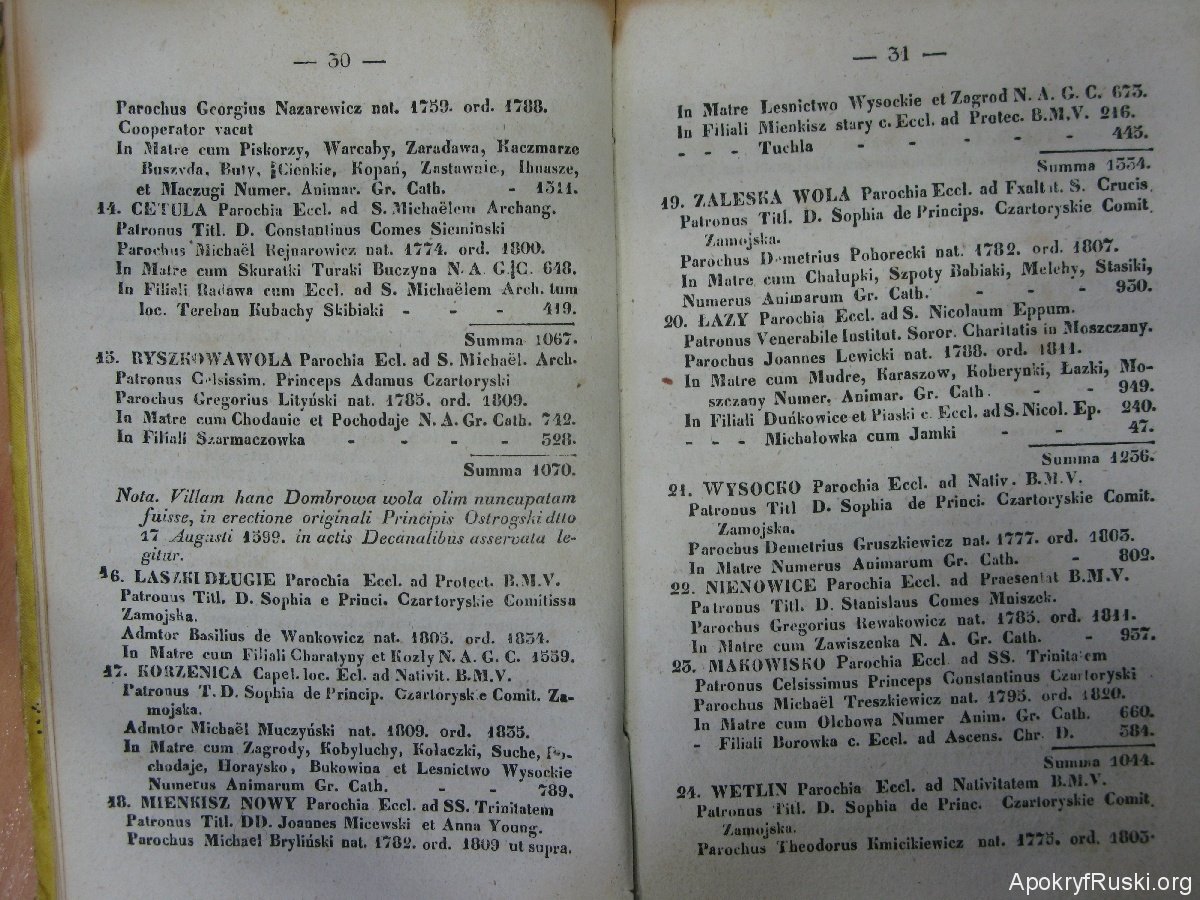 — 30 —
Parochus Georgius Nazarewicz nat. 1759. ord. 1788.
Cooperator vacat
In Matre cum Piskorzy, Warcaby, Zaradawa, Kaczmarze
Buszyda, Buty, Cienkie, Kopań, Zastawnie, Ihnasze,
et Maczugi Numer. Animar. Gr. Cath. - 1311.
14. CETULA Parochia Eccl. ad S. Michaëlem Archang.
Patronus Titl. D. Constantinus Comes Siemiński
Parochus Michaël Rejnarowicz nat. 1774. ord. 1800.
In Matre cum Skuratki Turaki Buczyna N. A. G. C. 648.
In Filiali Radawa cum Eccl. ad S. Michaëlem Arch. tum
loc. Tereban Kubachy Skibiaki - - - 419.
Summa 1067.
15. RYSZKOWAWOLA Parochia Ecl. ad S. Michaël. Arch.
Patronus Celsissim. Princeps Adamus Czartoryski
Parochus Gregorius Lityński nat. 1785. ord. 1809.
In Matre cum Chodanie et Pochodaje N. A. Gr. Cath. 742.
In Filiali Szarmaczowka - - - - 328.
Summa 1070.
Nota. Villam hanc Dombrowa wola olim nuncupatam
fuisse, in erectione originali Principis Ostrogski dtto
17 Augusti 1599. in actis Decanalibus asservata le-
gitur.
16. LASZKI DŁUGIE Parochia Eccl. ad Protect. B.M.V.
Patronus Titl. D. Sophia e Princi. Czartoryskie Comitissa
Zamojska.
Admtor Basilius de Wankowicz nat. 1805. ord. 1834.
In Matre cum Filiali Charatyny et Kozly N. A. G. C. 1559.
17. KORZENICA Capel. loc. Ecl. ad Nativit. B.M.V.
Patronus T. D. Sophia de Princip. Czartoryskie Comit. Za-
mojska.
Admtor Michaël Muczyński nat. 1809. ord. 1835.
In Matre cum Zagrody, Kobyluchy, Kołaczki, Suche,
chodaje, Horaysko, Bukowina et Lesnictwo Wysockie
Numerus Animarum Gr. Cath. - - 789.
18. MIENKISZ NOWY Parochia Eccl. ad SS. Trinitatem
Patronus Titl. DD. Joannes Micewski et Anna Young.
Parochus Michael Bryliński nat. 1782. ord. 1809 ut supra.
— 31 —
In Matre Lesnictwo Wysockie et Zagrod N. A. G. C. 673.
In Filiali Mienkisz stary c. Eccl. ad Protec. B.M.V. 216.
- - - Tuchla - - - - - 445.
Summa 1334.
19. ZALESKA WOLA Parochia Eccl. ad Exaltat. S. Crucis
Patronus Titl. D. Sophia de Princips. Czartoryskie Comit
Zamojska.
Parochus Demetrius Pohorecki nat. 1782. ord. 1807.
In Matre cum Chałupki, Szpoty Babiaki, Melehy, Stasiki,
Numerus Animarum Gr. Cath. - - - 930.
20. ŁAZY Parochia Eccl. ad S. Nicolaum Eppum.
Patronus Venerabile Institut. Soror. Charitatis in Moszczany.
Parochus Joannes Lewicki nat. 1788. ord. 1811.
In Matre cum Mudre, Karaszow, Koberynki, Łazki, Mo-
szczany Numer. Animar. Gr. Cath - - 949.
In Filiali Duńkowice et Piaski c. Eccl. ad S. Nicol. Ep. 240.
- - - Michałowka cum Jamki - - 47.
Summa 1236.
21. WYSOCKO Parochia Eccl. ad Nativ. B.M.V.
Patronus Titl D. Sophia de Princi. Czartoryskie Comit.
Zamojska.
Parochus Demetrius Gruszkiewicz nat. 1777. ord. 1803.
In Matre Numerus Animarum Gr. Cath. - 802.
22. NIENOWICE Parochia Eccl. ad Praesentat B.M.V.
Patronus Titl. D. Stanislaus Comes Mniszek.
Parochus Gregorius Rewakowicz nat. 1785. ord. 1811.
In Matre cum Zawiszenka N. A. Gr. Cath. - 937.
23. MAKOWISKO Parochia Eccl. ad SS. Trinitatem
Patronus Celsissimus Princeps Constantinus Czartoryski
Parochus Michaël Treszkiewicz nat. 1795. ord. 1820.
In Matre cum Olchowa Numer Anim. Gr. Cath. 660.
- Filiali Borowka c. Eccl. ad Ascens. Chr. D. 384.
Summa 1044.
24. WETLIN Parochia Eccl. ad Nativitatem B.M.V.
Patronus Titl. D. Sophia de Princ. Czartoryskie Comit
Zamojska.
Parochus Theodorus Kmicikiewicz nat. 1775. ord. 1803.
ApokryfRuski.org